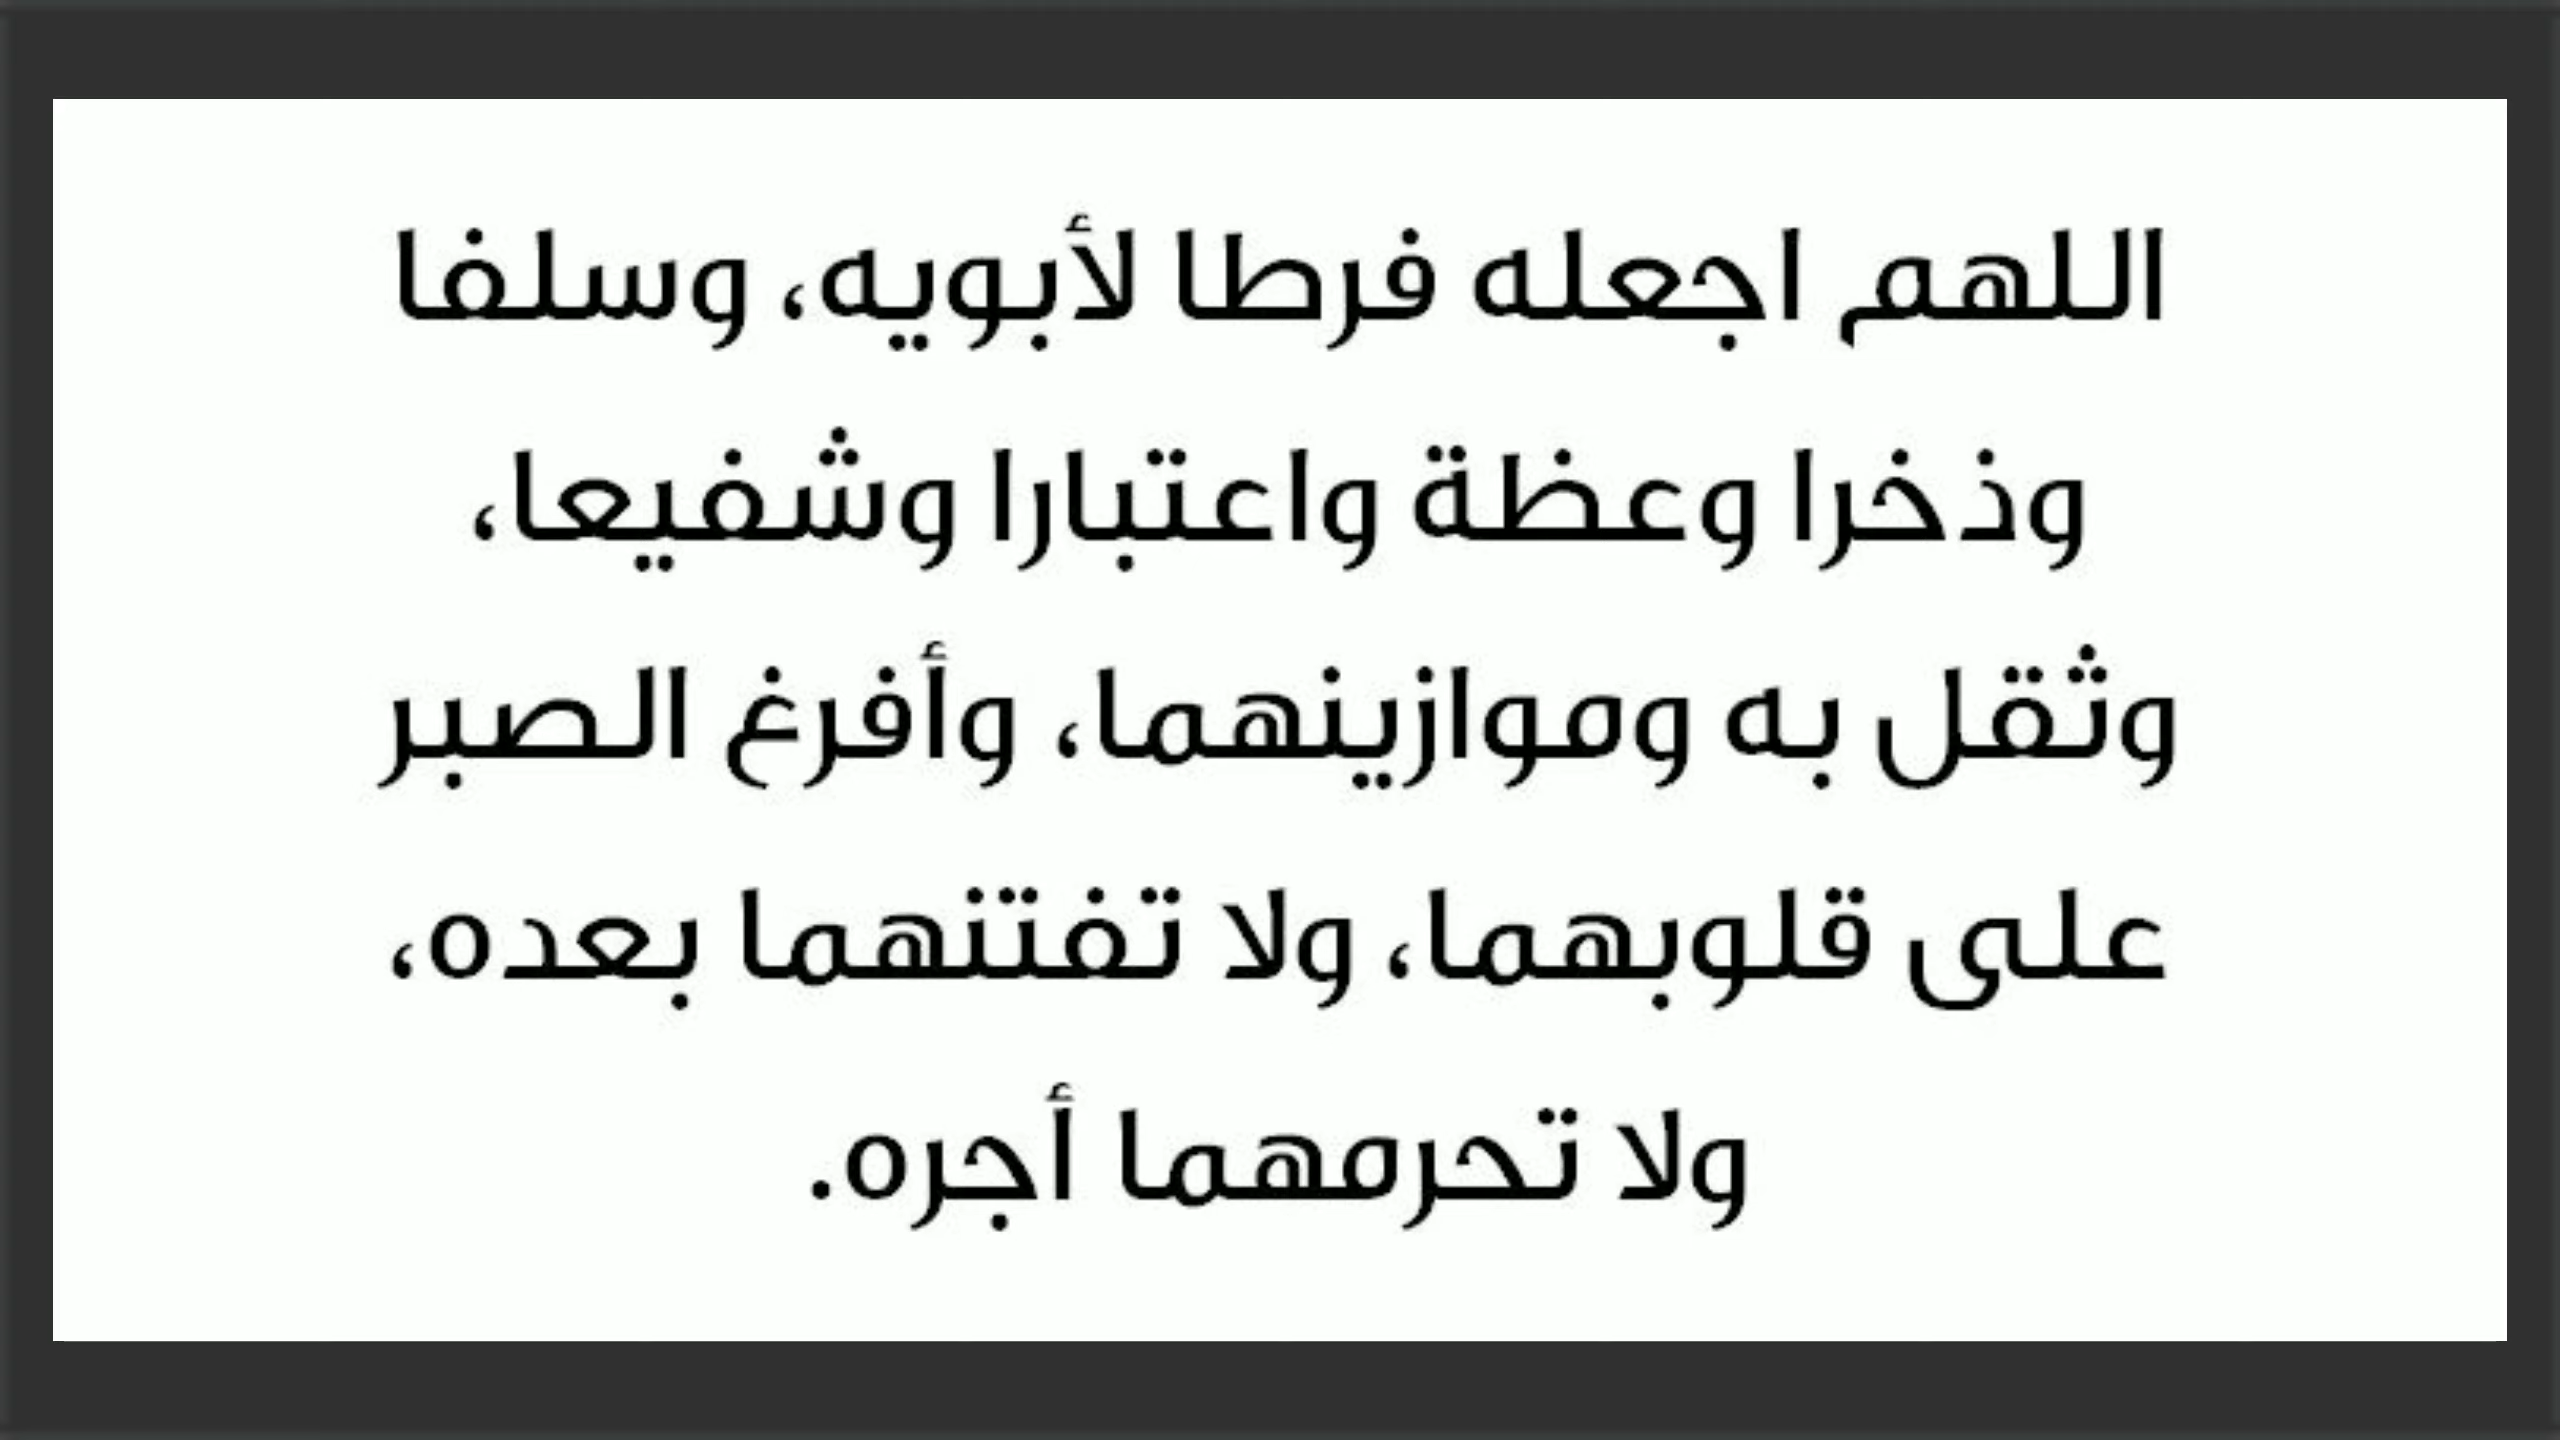 اللهم اجعله فرطا لأبويه، وسلفا
وذخرا وعظة واعتبارا وشفيعا،
وثقل به وموازينهما، وأفرغ الصبر
على قلوبهما، ولا تفتنهما بعده،
ولا تحرمهما أجره.